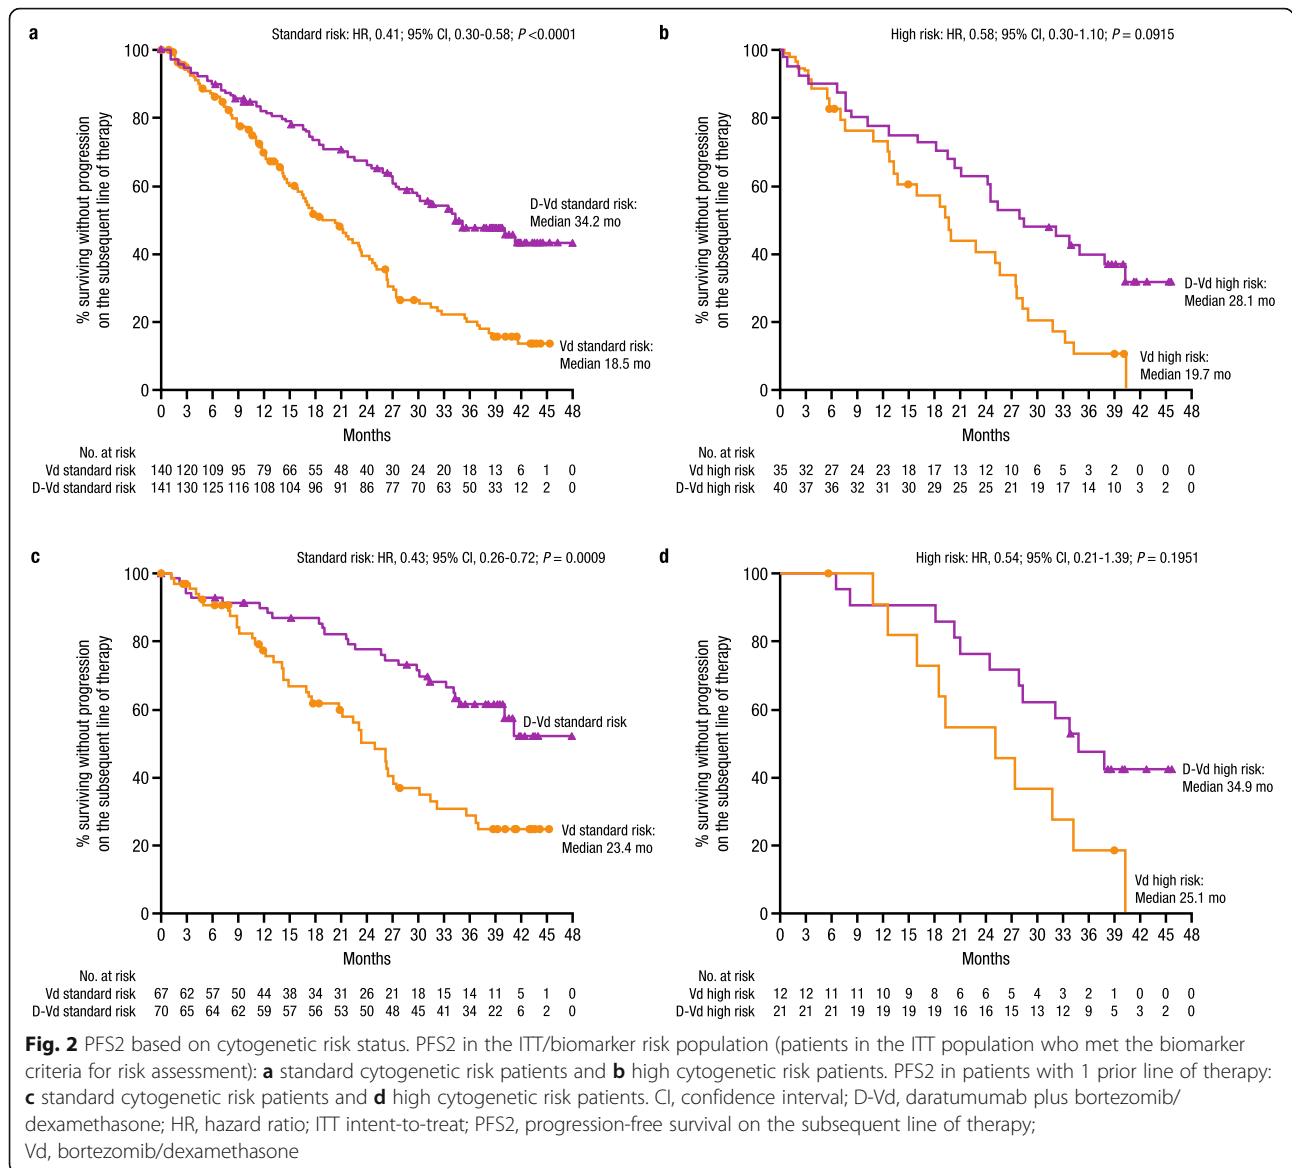 a
Standard risk: HR, 0.41; 95% CI, 0.30-0.58; P <0.0001
% surviving without progression
on the subsequent line of therapy
100
80
60
40
20
0
D-Vd standard risk:
Median 34.2 mo
Vd standard risk:
Median 18.5 mo
0 3 6 9 12 15 18 21 24 27 30 33 36 39 42 45 48
Months
No. at risk
Vd standard risk 140 120 109 95 79 66 55 48 40 30 24 20 18 13 6 1 0
D-Vd standard risk 141 130 125 116 108 104 96 91 86 77 70 63 50 33 12 2 0
b
High risk: HR, 0.58; 95% CI, 0.30-1.10; P = 0.0915
% surviving without progression
on the subsequent line of therapy
100
80
60
40
20
0
D-Vd high risk:
Median 28.1 mo
Vd high risk:
Median 19.7 mo
0 3 6 9 12 15 18 21 24 27 30 33 36 39 42 45 48
Months
No. at risk
Vd high risk 35 32 27 24 23 18 17 13 12 10 6 5 3 2 0 0 0
D-Vd high risk 40 37 36 32 31 30 29 25 25 21 19 17 14 10 3 2 0
c
Standard risk: HR, 0.43; 95% CI, 0.26-0.72; P = 0.0009
% surviving without progression
on the subsequent line of therapy
100
80
60
40
20
0
D-Vd standard risk
Vd standard risk:
Median 23.4 mo
0 3 6 9 12 15 18 21 24 27 30 33 36 39 42 45 48
Months
No. at risk
Vd standard risk 67 62 57 50 44 38 34 31 26 21 18 15 14 11 5 1 0
D-Vd standard risk 70 65 64 62 59 57 56 53 50 48 45 41 34 22 6 2 0
d
High risk: HR, 0.54; 95% CI, 0.21-1.39; P = 0.1951
% surviving without progression
on the subsequent line of therapy
100
80
60
40
20
0
D-Vd high risk:
Median 34.9 mo
Vd high risk:
Median 25.1 mo
0 3 6 9 12 15 18 21 24 27 30 33 36 39 42 45 48
Months
No. at risk
Vd high risk 12 12 11 11 10 9 8 6 6 5 4 3 2 1 0 0 0
D-Vd high risk 21 21 21 19 19 19 19 16 16 15 13 12 9 5 3 2 0
Fig. 2 PFS2 based on cytogenetic risk status. PFS2 in the ITT/biomarker risk population (patients in the ITT population who met the biomarker
criteria for risk assessment): a standard cytogenetic risk patients and b high cytogenetic risk patients. PFS2 in patients with 1 prior line of therapy:
c standard cytogenetic risk patients and d high cytogenetic risk patients. CI, confidence interval; D-Vd, daratumumab plus bortezomib/
dexamethasone; HR, hazard ratio; ITT intent-to-treat; PFS2, progression-free survival on the subsequent line of therapy;
Vd, bortezomib/dexamethasone